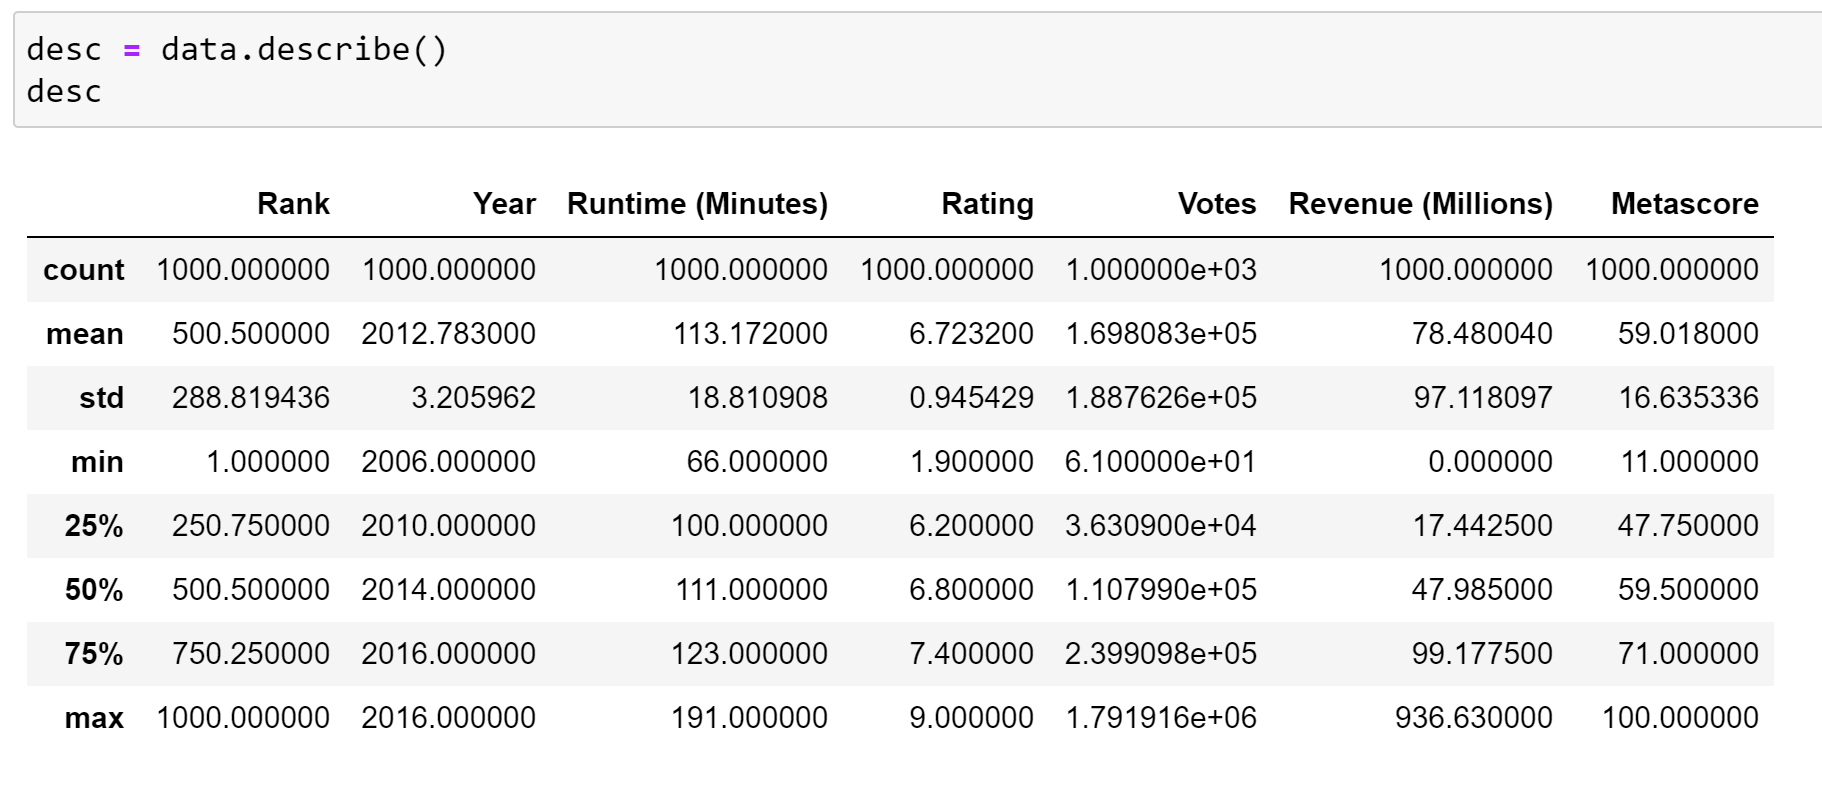 desc = data.describe()
desc
Rank Year Runtime (Minutes) Rating Votes Revenue (Millions) Metascore
count 1000.000000 1000.000000 1000.000000 1000.000000 1.000000e+03 1000.000000 1000.000000
mean 500.500000 2012.783000 113.172000 6.723200 1.698083e+05 78.480040 59.018000
std 288.819436 3.205962 18.810908 0.945429 1.887626e+05 97.118097 16.635336
min 1.000000 2006.000000 66.000000 1.900000 6.100000e+01 0.000000 11.000000
25% 250.750000 2010.000000 100.000000 6.200000 3.630900e+04 17.442500 47.750000
50% 500.500000 2014.000000 111.000000 6.800000 1.107990e+05 47.985000 59.500000
75% 750.250000 2016.000000 123.000000 7.400000 2.399098e+05 99.177500 71.000000
max 1000.000000 2016.000000 191.000000 9.000000 1.791916e+06 936.630000 100.000000